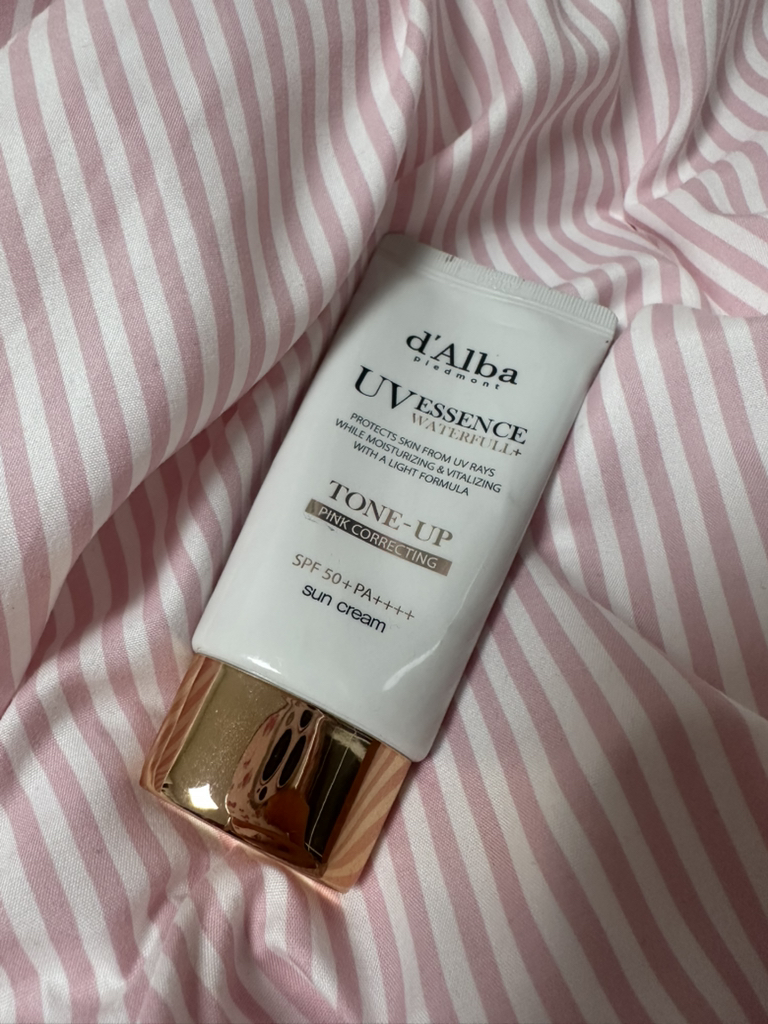 d'Alba
piedmont
UV ESSENCE
WATERFULL+
PROTECTS SKIN FROM UV RAYS
WHILE MOISTURIZING & VITALIZING
WITH A LIGHT FORMULA
TONE-UP
PINK CORRECTING
SPF 50+ PA++++
sun cream